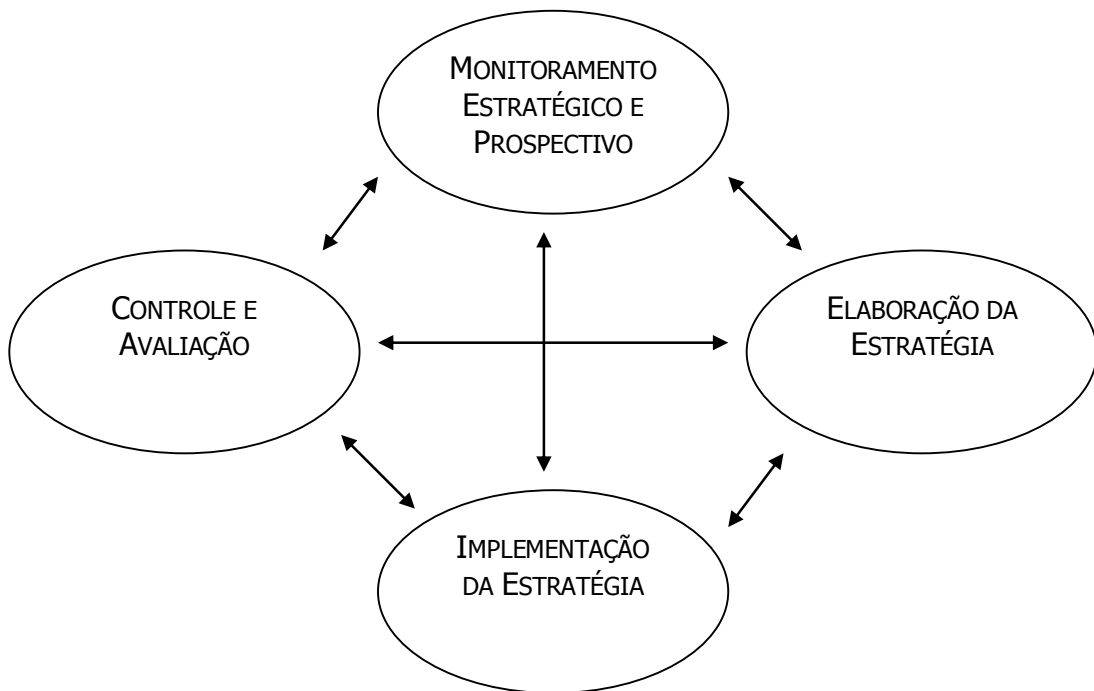 MONITORAMENTO
ESTRATÉGICO E
PROSPECTIVO
CONTROLE E
AVALIAÇÃO
ELABORAÇÃO DA
ESTRATÉGIA
IMPLEMENTAÇÃO
DA ESTRATÉGIA